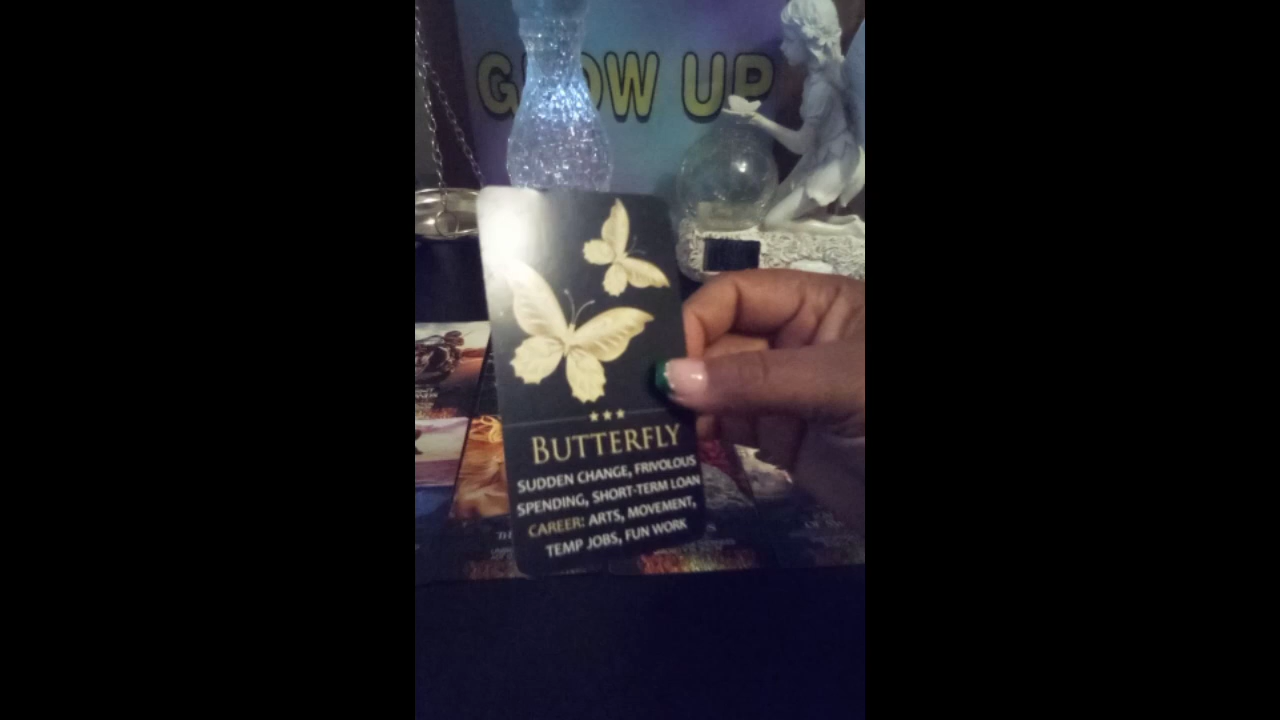 GLOW UP
BUTTERFLY
SUDDEN CHANGE, FRIVOLOUS
SPENDING, SHORT-TERM LOAN
CAREER: ARTS, MOVEMENT,
TEMP JOBS, FUN WORK